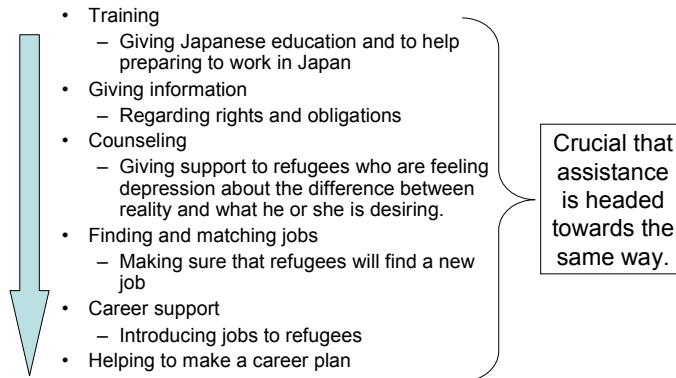 • Training
– Giving Japanese education and to help
preparing to work in Japan
• Giving information
– Regarding rights and obligations
• Counseling
– Giving support to refugees who are feeling
depression about the difference between
reality and what he or she is desiring.
• Finding and matching jobs
– Making sure that refugees will find a new
job
• Career support
– Introducing jobs to refugees
• Helping to make a career plan
Crucial that
assistance
is headed
towards the
same way.